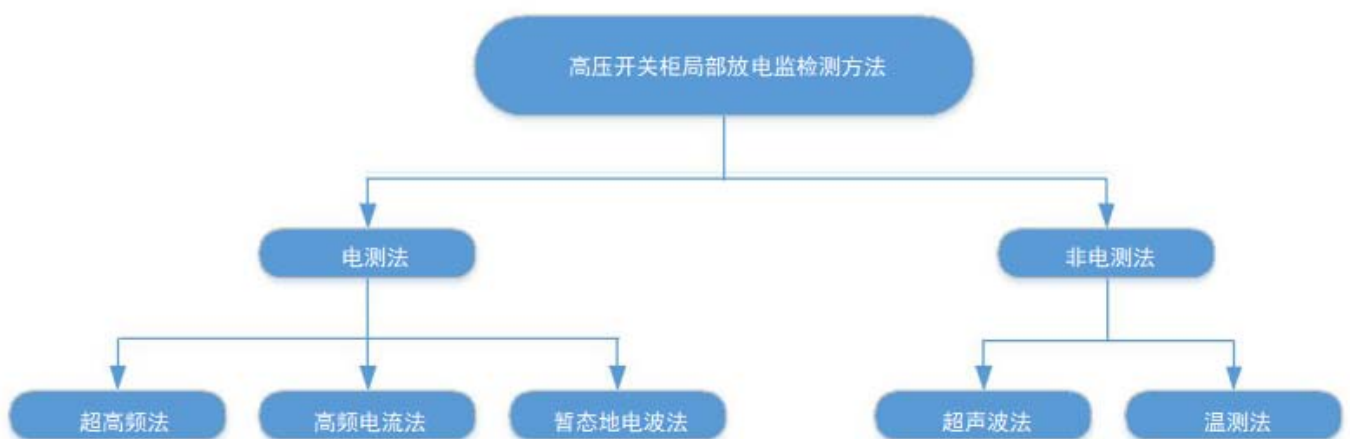 高压开关柜局部放电监检测方法
电测法
非电测法
超高频法
高频电流法
暂态地电波法
超声波法
温测法